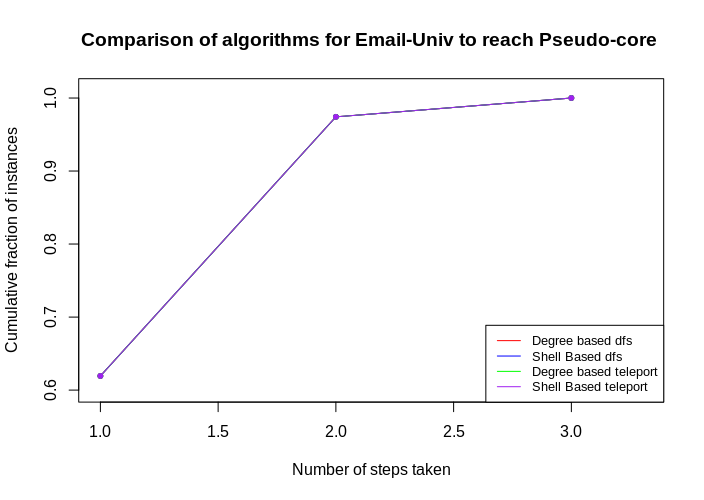 Comparison of algorithms for Email-Univ to reach Pseudo-core
Cumulative fraction of instances
1.0
0.9
0.8
0.7
0.6
Degree based dfs
Shell Based dfs
Degree based teleport
Shell Based teleport
1.0 1.5 2.0 2.5 3.0
Number of steps taken